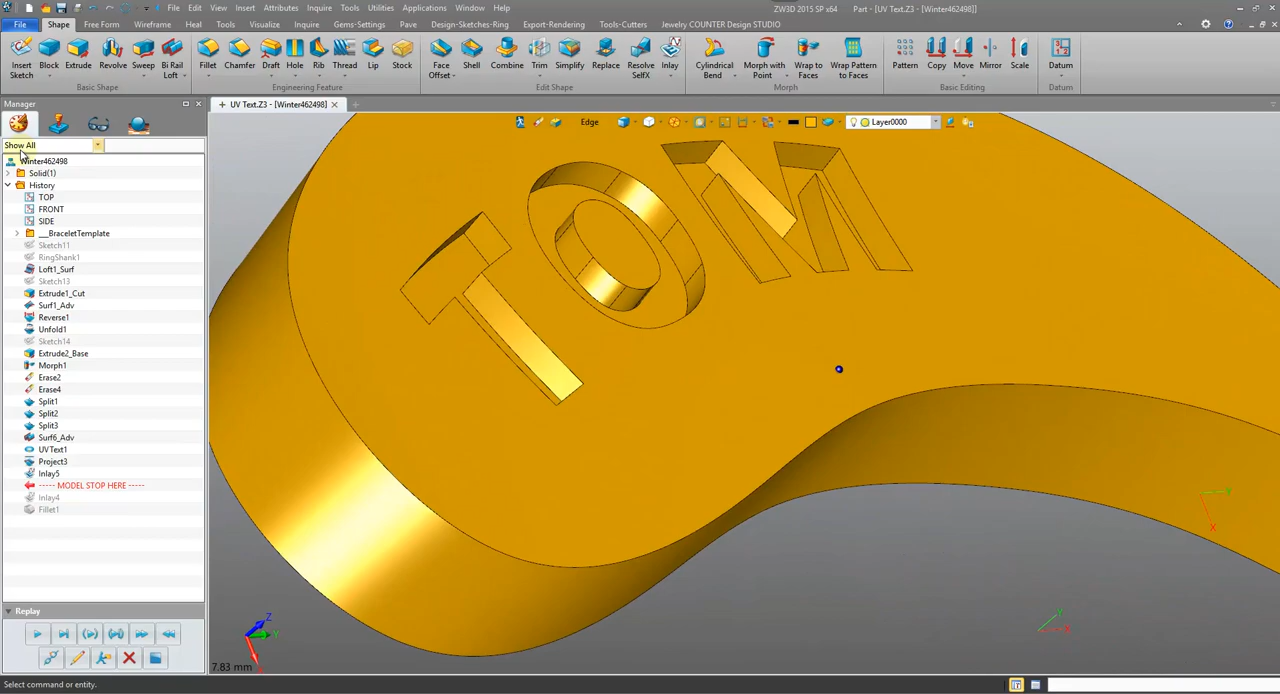 File Edit View Insert Attributes Inquire Tools Utilities Applications Window Help
ZW3D 2015 SP x64 Part - [UV Text.Z3 - [Winter462498]]
File Shape Free Form Wireframe Heal Tools Visualize Inquire Gems-Settings Pave Design-Sketches-Ring Export-Rendering Tools-Cutters Jewelry COUNTER Design STUDIO
Insert Sketch Block Extrude Revolve Sweep Bi Rail Loft Fillet Chamfer Draft Hole Rib Thread Lip Stock Face Offset Shell Combine Trim Simplify Replace Resolve SelfX Inlay Cylindrical Bend Morph with Point Wrap to Faces Wrap Pattern to Faces Pattern Copy Move Mirror Scale Datum
Basic Shape Engineering Feature Edit Shape Morph Basic Editing Datum
Manager
UV Text.Z3 - [Winter462498]
Edge
Layer0000
Show All
Winter462498
Solid(1)
History
TOP
FRONT
SIDE
__BraceletTemplate
Sketch11
RingShank1
Loft1_Surf
Sketch13
Extrude1_Cut
Surf1_Adv
Reverse1
Unfold1
Sketch14
Extrude2_Base
Morph1
Erase2
Erase4
Split1
Split2
Split3
Surf6_Adv
UVText1
Project3
Inlay5
----- MODEL STOP HERE -----
Inlay4
Fillet1
TOM
Y
X
Replay
Z
Y
Y
X
7.83 mm
Select command or entity.